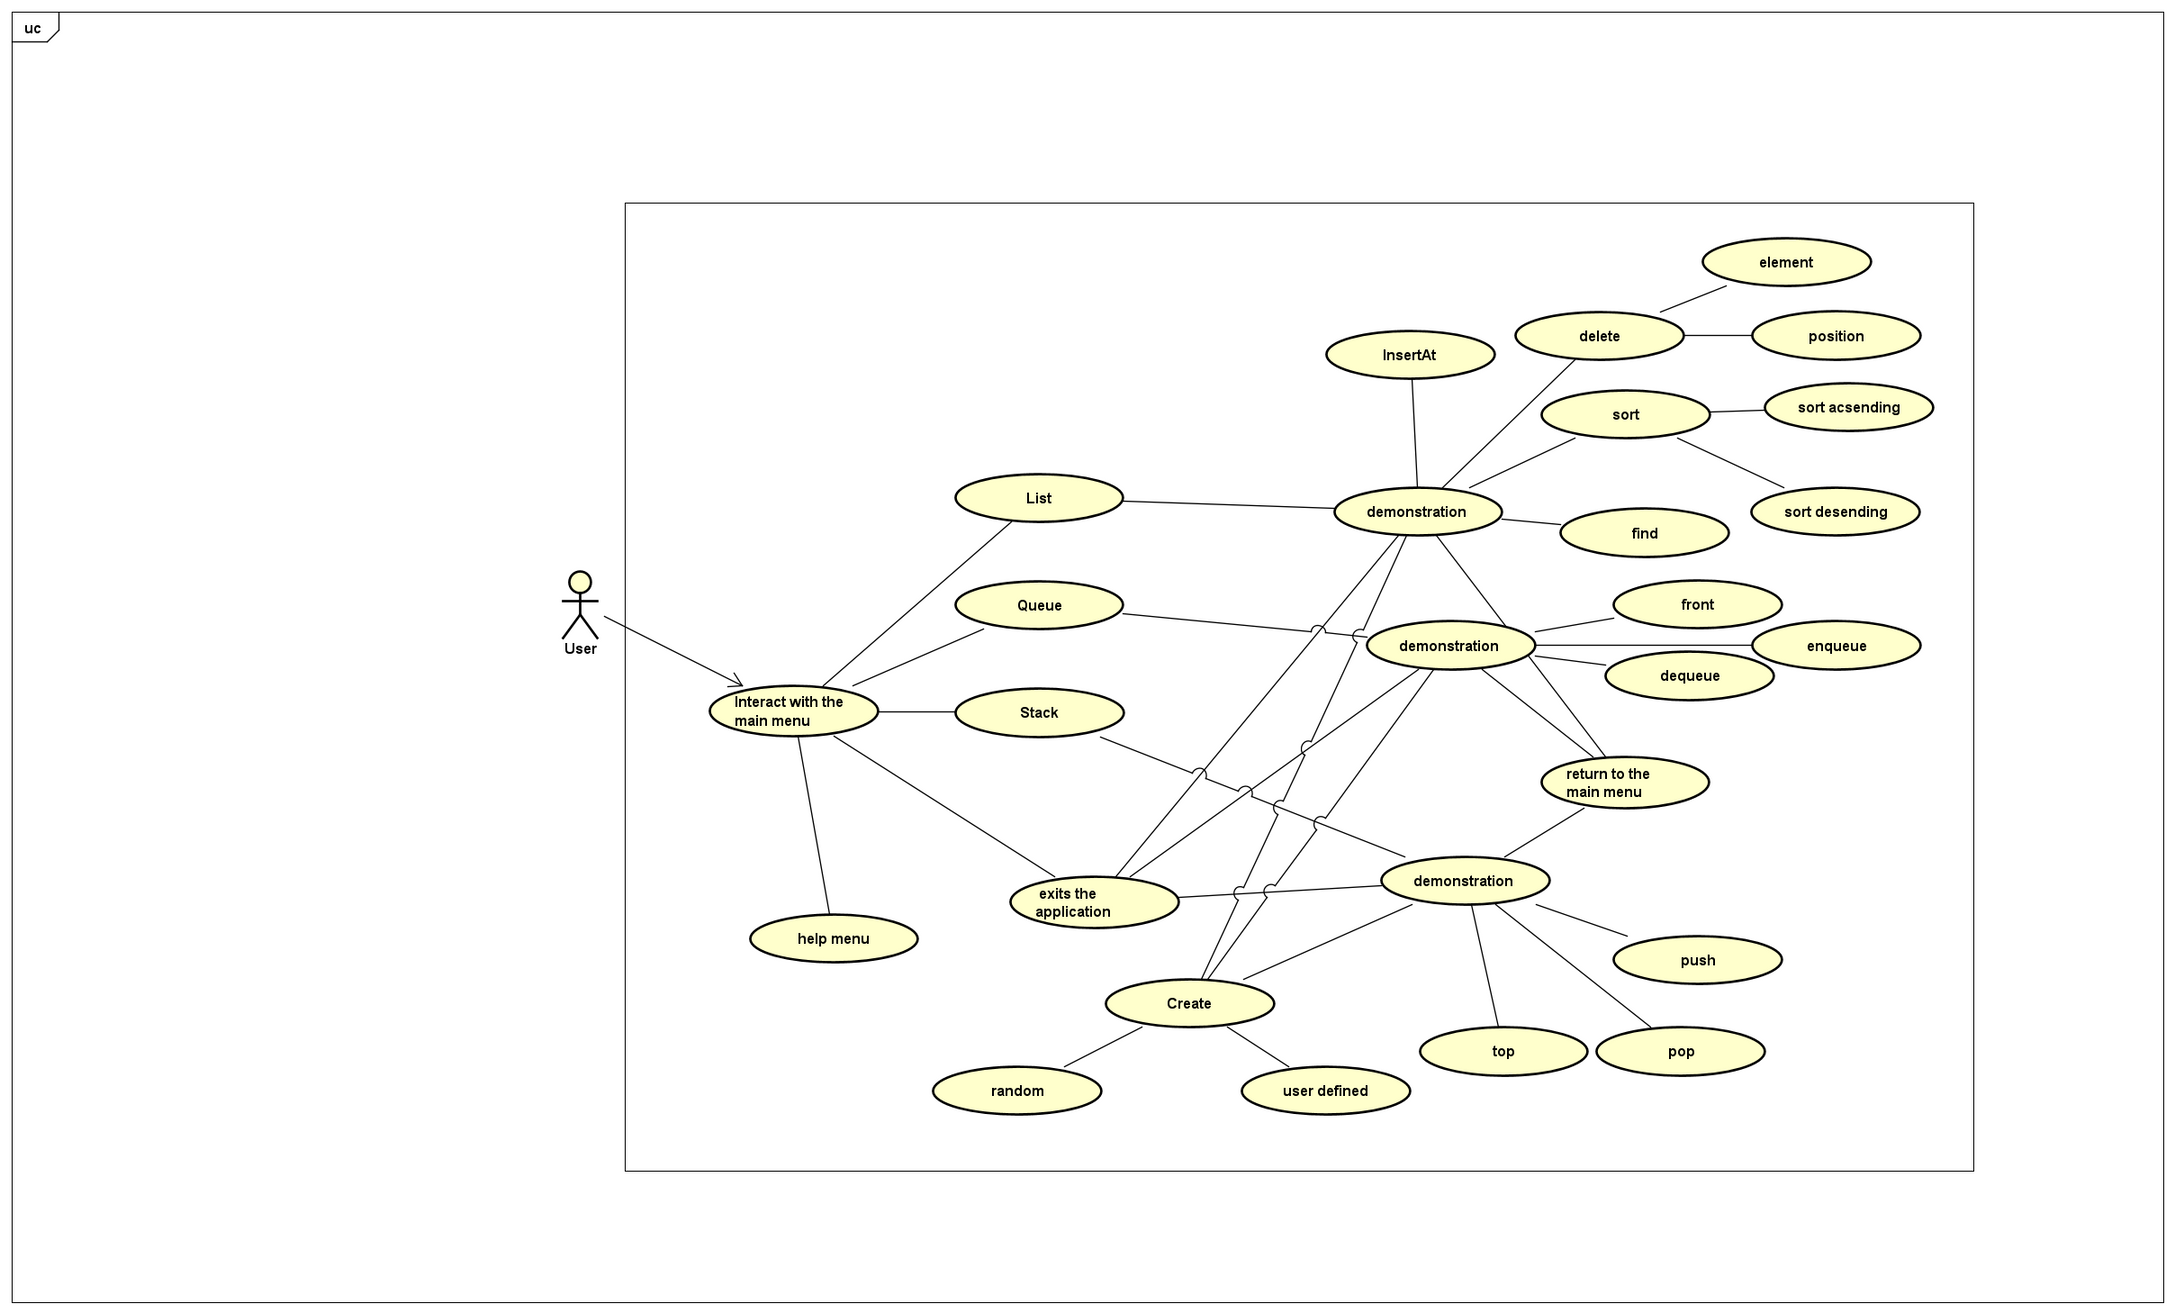 uc
element
delete
position
InsertAt
sort acsending
sort
List
demonstration
sort desending
find
Queue
front
demonstration
enqueue
User
dequeue
Interact with the
main menu
Stack
return to the
main menu
demonstration
exits the
application
help menu
push
Create
top
pop
random
user defined